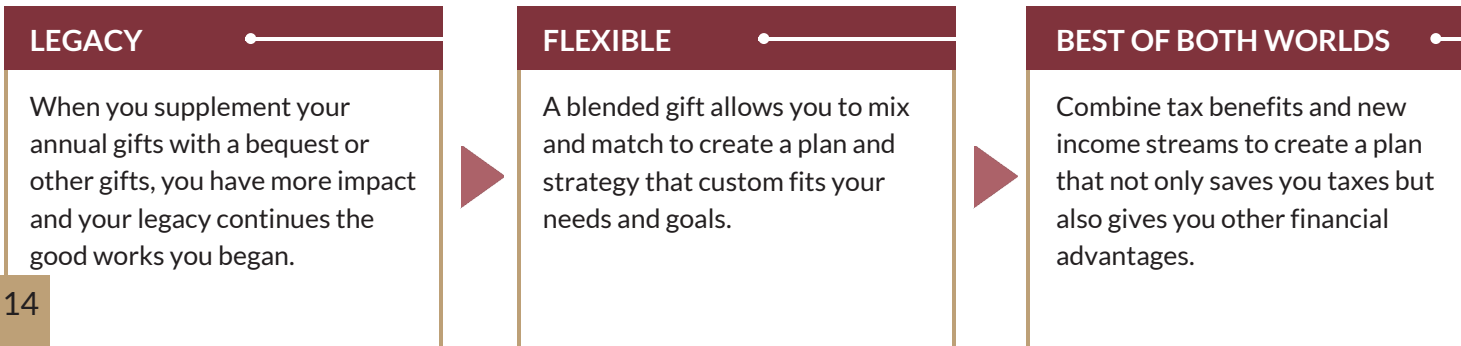 LEGACY
When you supplement your
annual gifts with a bequest or
other gifts, you have more impact
and your legacy continues the
good works you began.
FLEXIBLE
A blended gift allows you to mix
and match to create a plan and
strategy that custom fits your
needs and goals.
BEST OF BOTH WORLDS
Combine tax benefits and new
income streams to create a plan
that not only saves you taxes but
also gives you other financial
advantages.
14